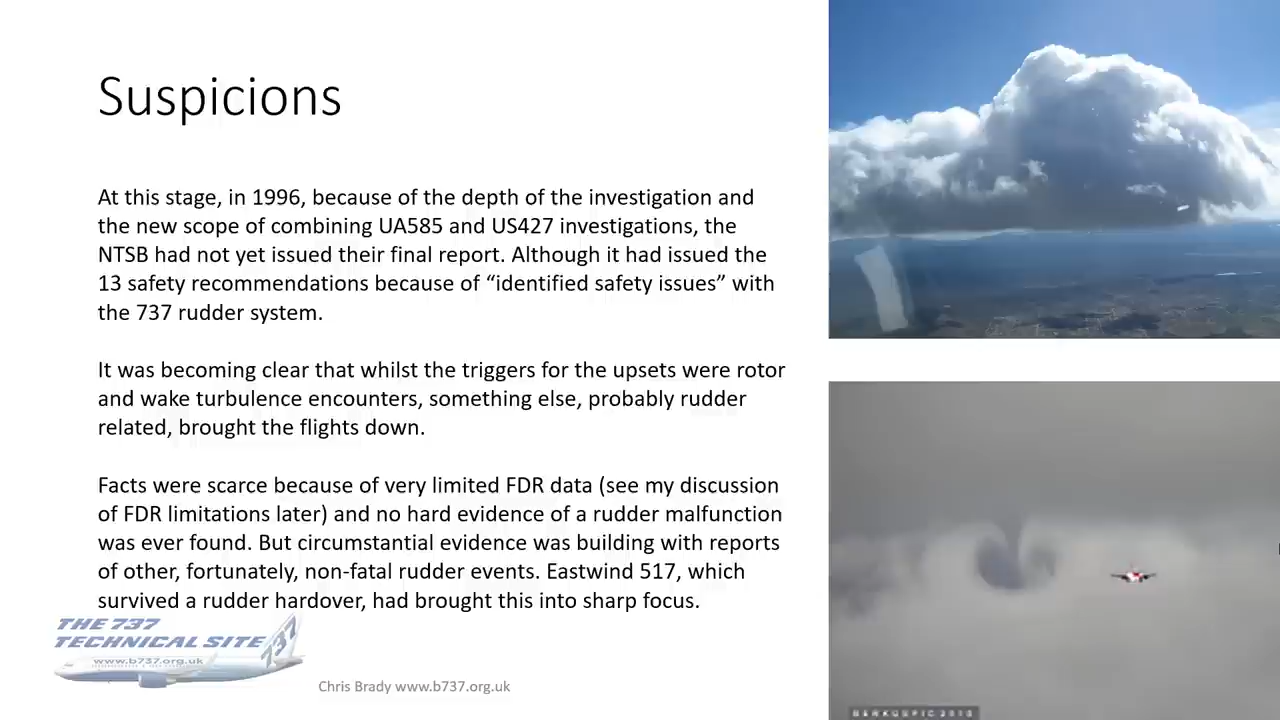 Suspicions
At this stage, in 1996, because of the depth of the investigation and
the new scope of combining UA585 and US427 investigations, the
NTSB had not yet issued their final report. Although it had issued the
13 safety recommendations because of “identified safety issues” with
the 737 rudder system.
It was becoming clear that whilst the triggers for the upsets were rotor
and wake turbulence encounters, something else, probably rudder
related, brought the flights down.
Facts were scarce because of very limited FDR data (see my discussion
of FDR limitations later) and no hard evidence of a rudder malfunction
was ever found. But circumstantial evidence was building with reports
of other, fortunately, non-fatal rudder events. Eastwind 517, which
survived a rudder hardover, had brought this into sharp focus.
THE 737
TECHNICAL SITE
www.b737.org.uk
737
Chris Brady www.b737.org.uk